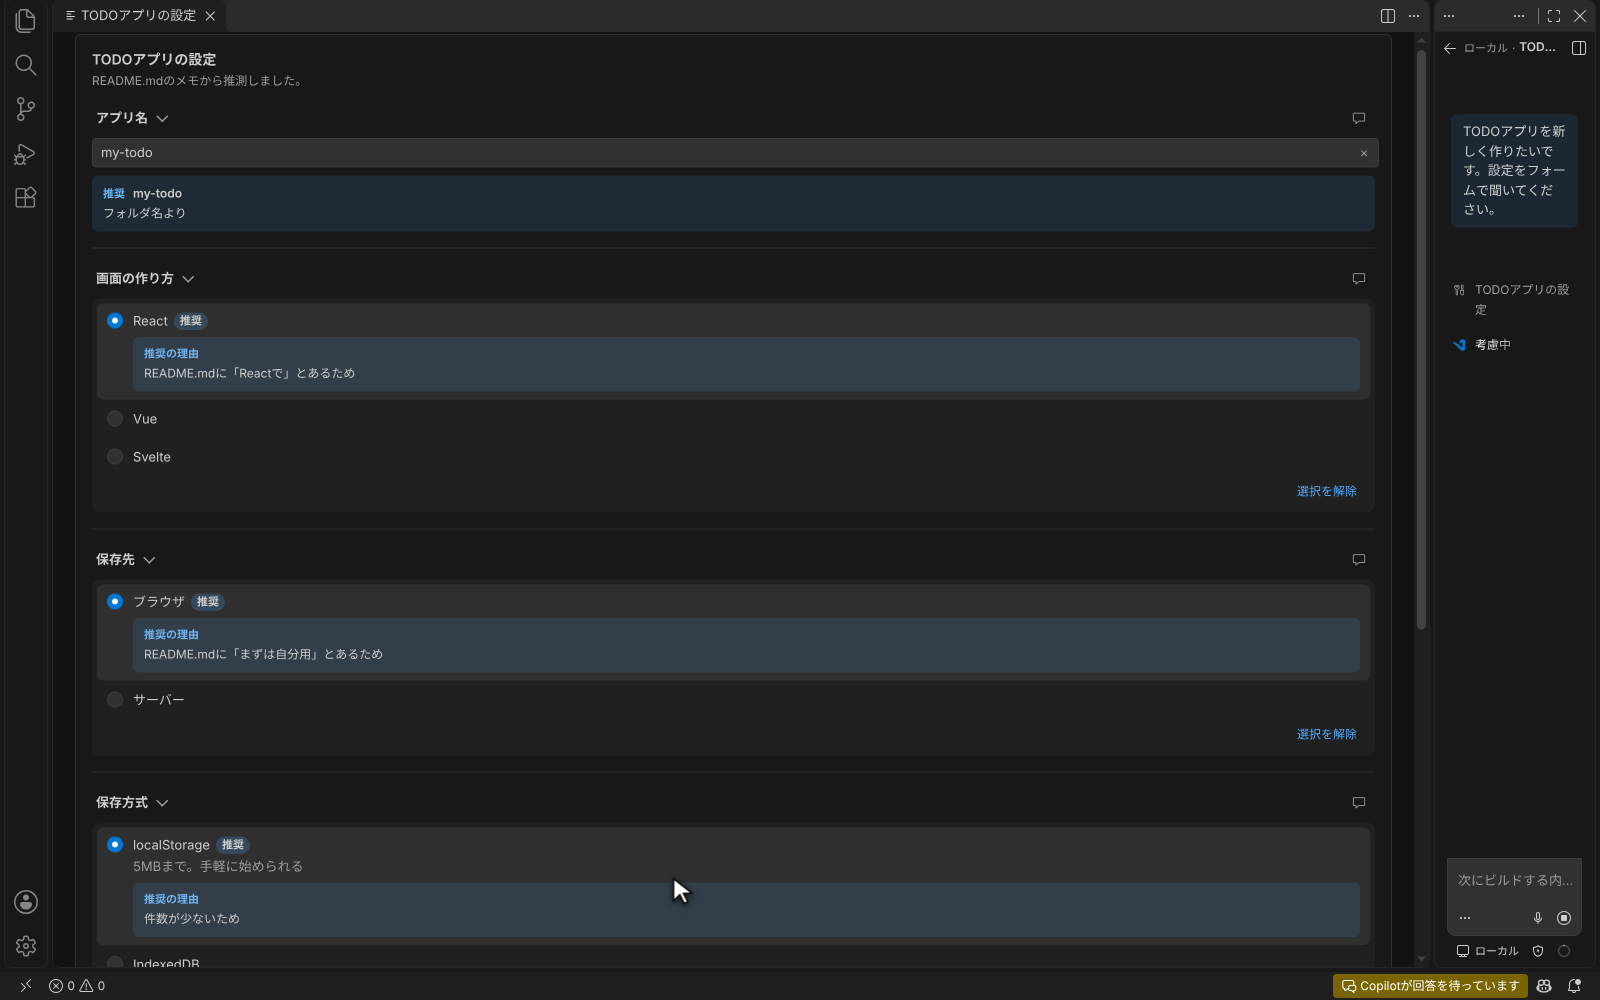 TODOアプリの設定
TODOアプリの設定
README.mdのメモから推測しました。
アプリ名
my-todo
推奨 my-todo
フォルダ名より
画面の作り方
React 推奨
推奨の理由
README.mdに「Reactで」とあるため
Vue
Svelte
選択を解除
保存先
ブラウザ 推奨
推奨の理由
README.mdに「まずは自分用」とあるため
サーバー
選択を解除
保存方式
localStorage 推奨
5MBまで。手軽に始められる
推奨の理由
件数が少ないため
IndexedDB
ローカル · TOD...
TODOアプリを新
しく作りたいで
す。設定をフォー
ムで聞いてくだ
さい。
TODOアプリの設
定
考慮中
次にビルドする内...
ローカル
0 0
Copilotが回答を待っています